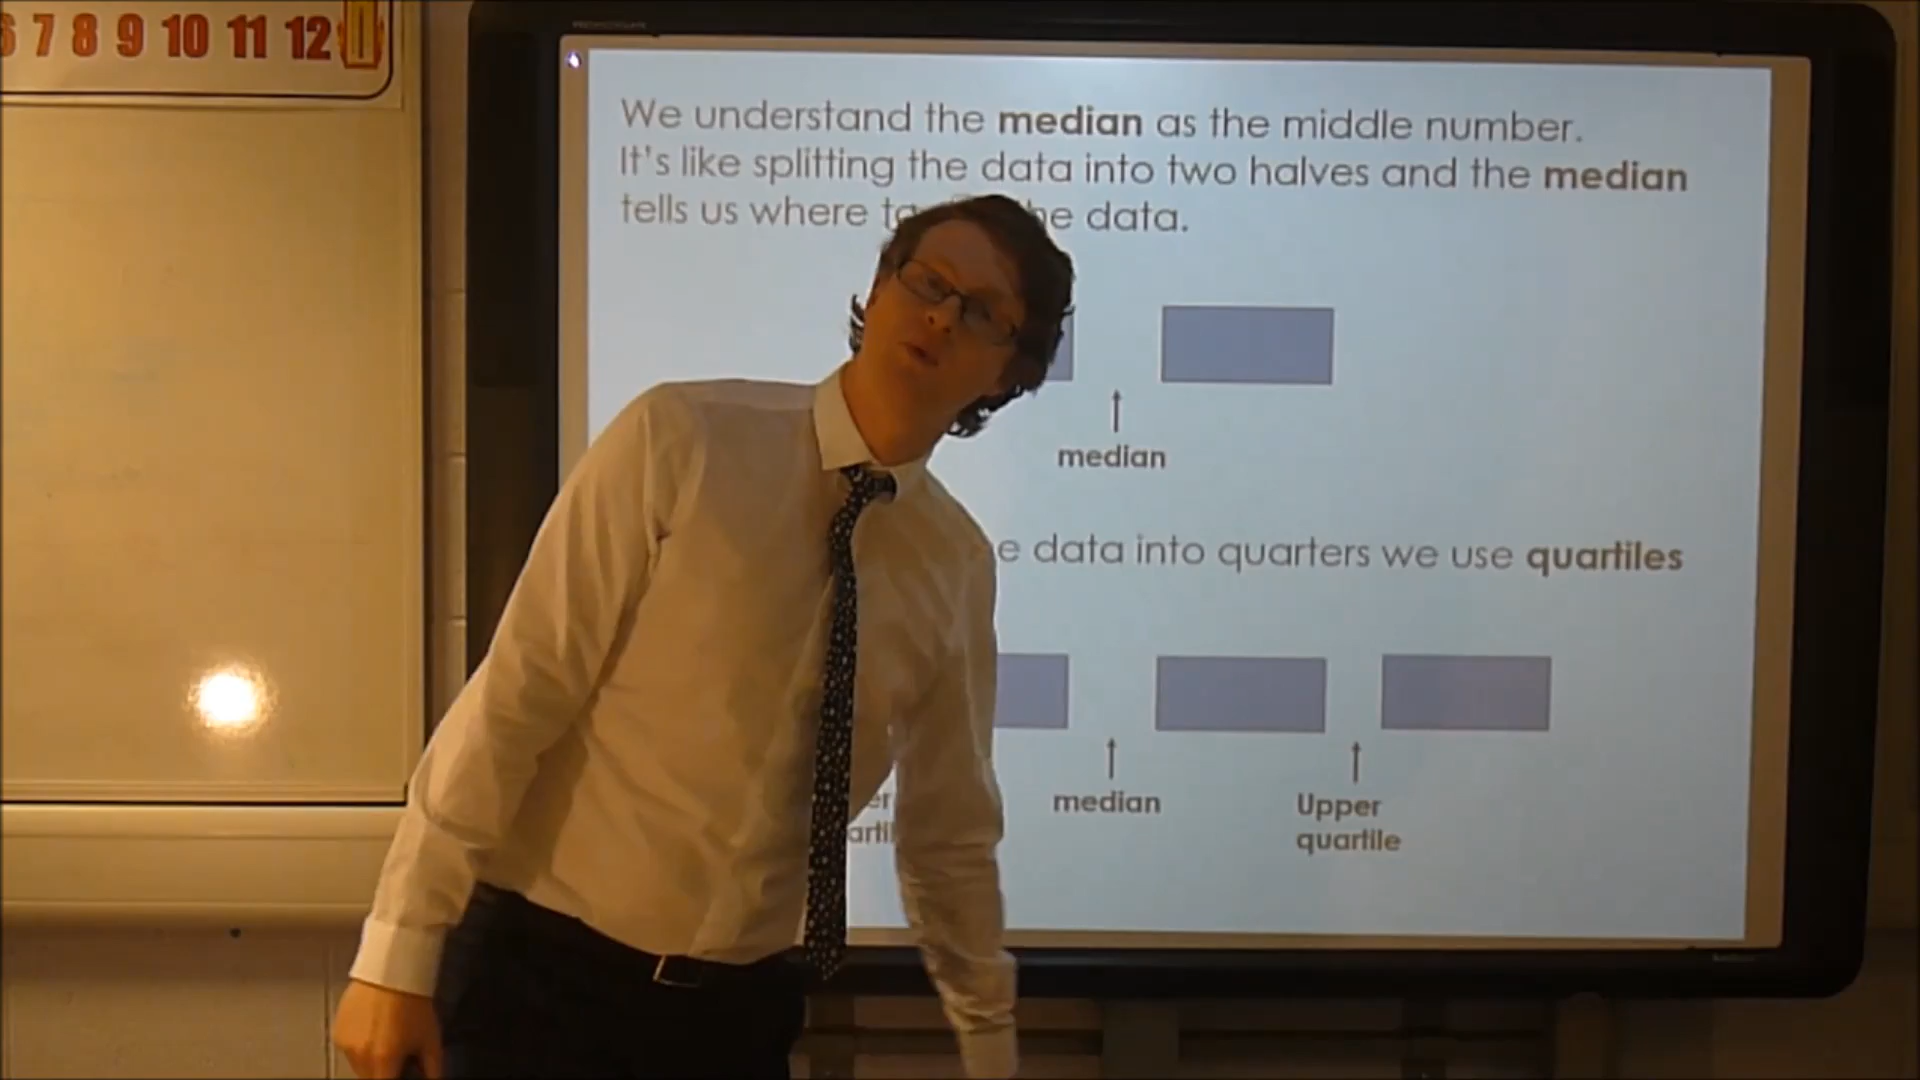 6 7 8 9 10 11 12
We understand the median as the middle number.
It's like splitting the data into two halves and the median
tells us where to the data.
median
data into quarters we use quartiles
median
Upper
quartile